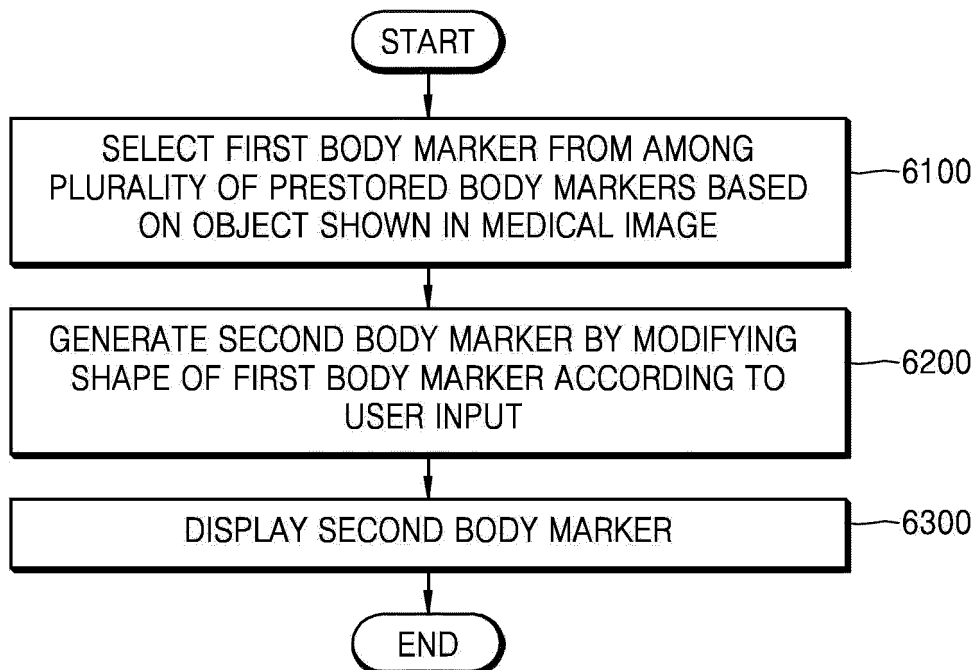 START
SELECT FIRST BODY MARKER FROM AMONG
PLURALITY OF PRESTORED BODY MARKERS BASED
ON OBJECT SHOWN IN MEDICAL IMAGE
6100
GENERATE SECOND BODY MARKER BY MODIFYING
SHAPE OF FIRST BODY MARKER ACCORDING TO
USER INPUT
6200
DISPLAY SECOND BODY MARKER
6300
END